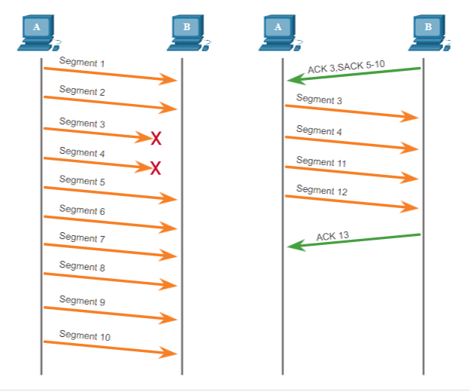 A
B
Segment 1
Segment 2
Segment 3
X
Segment 4
X
Segment 5
Segment 6
Segment 7
Segment 8
Segment 9
Segment 10
A
B
ACK 3,SACK 5-10
Segment 3
Segment 4
Segment 11
Segment 12
ACK 13